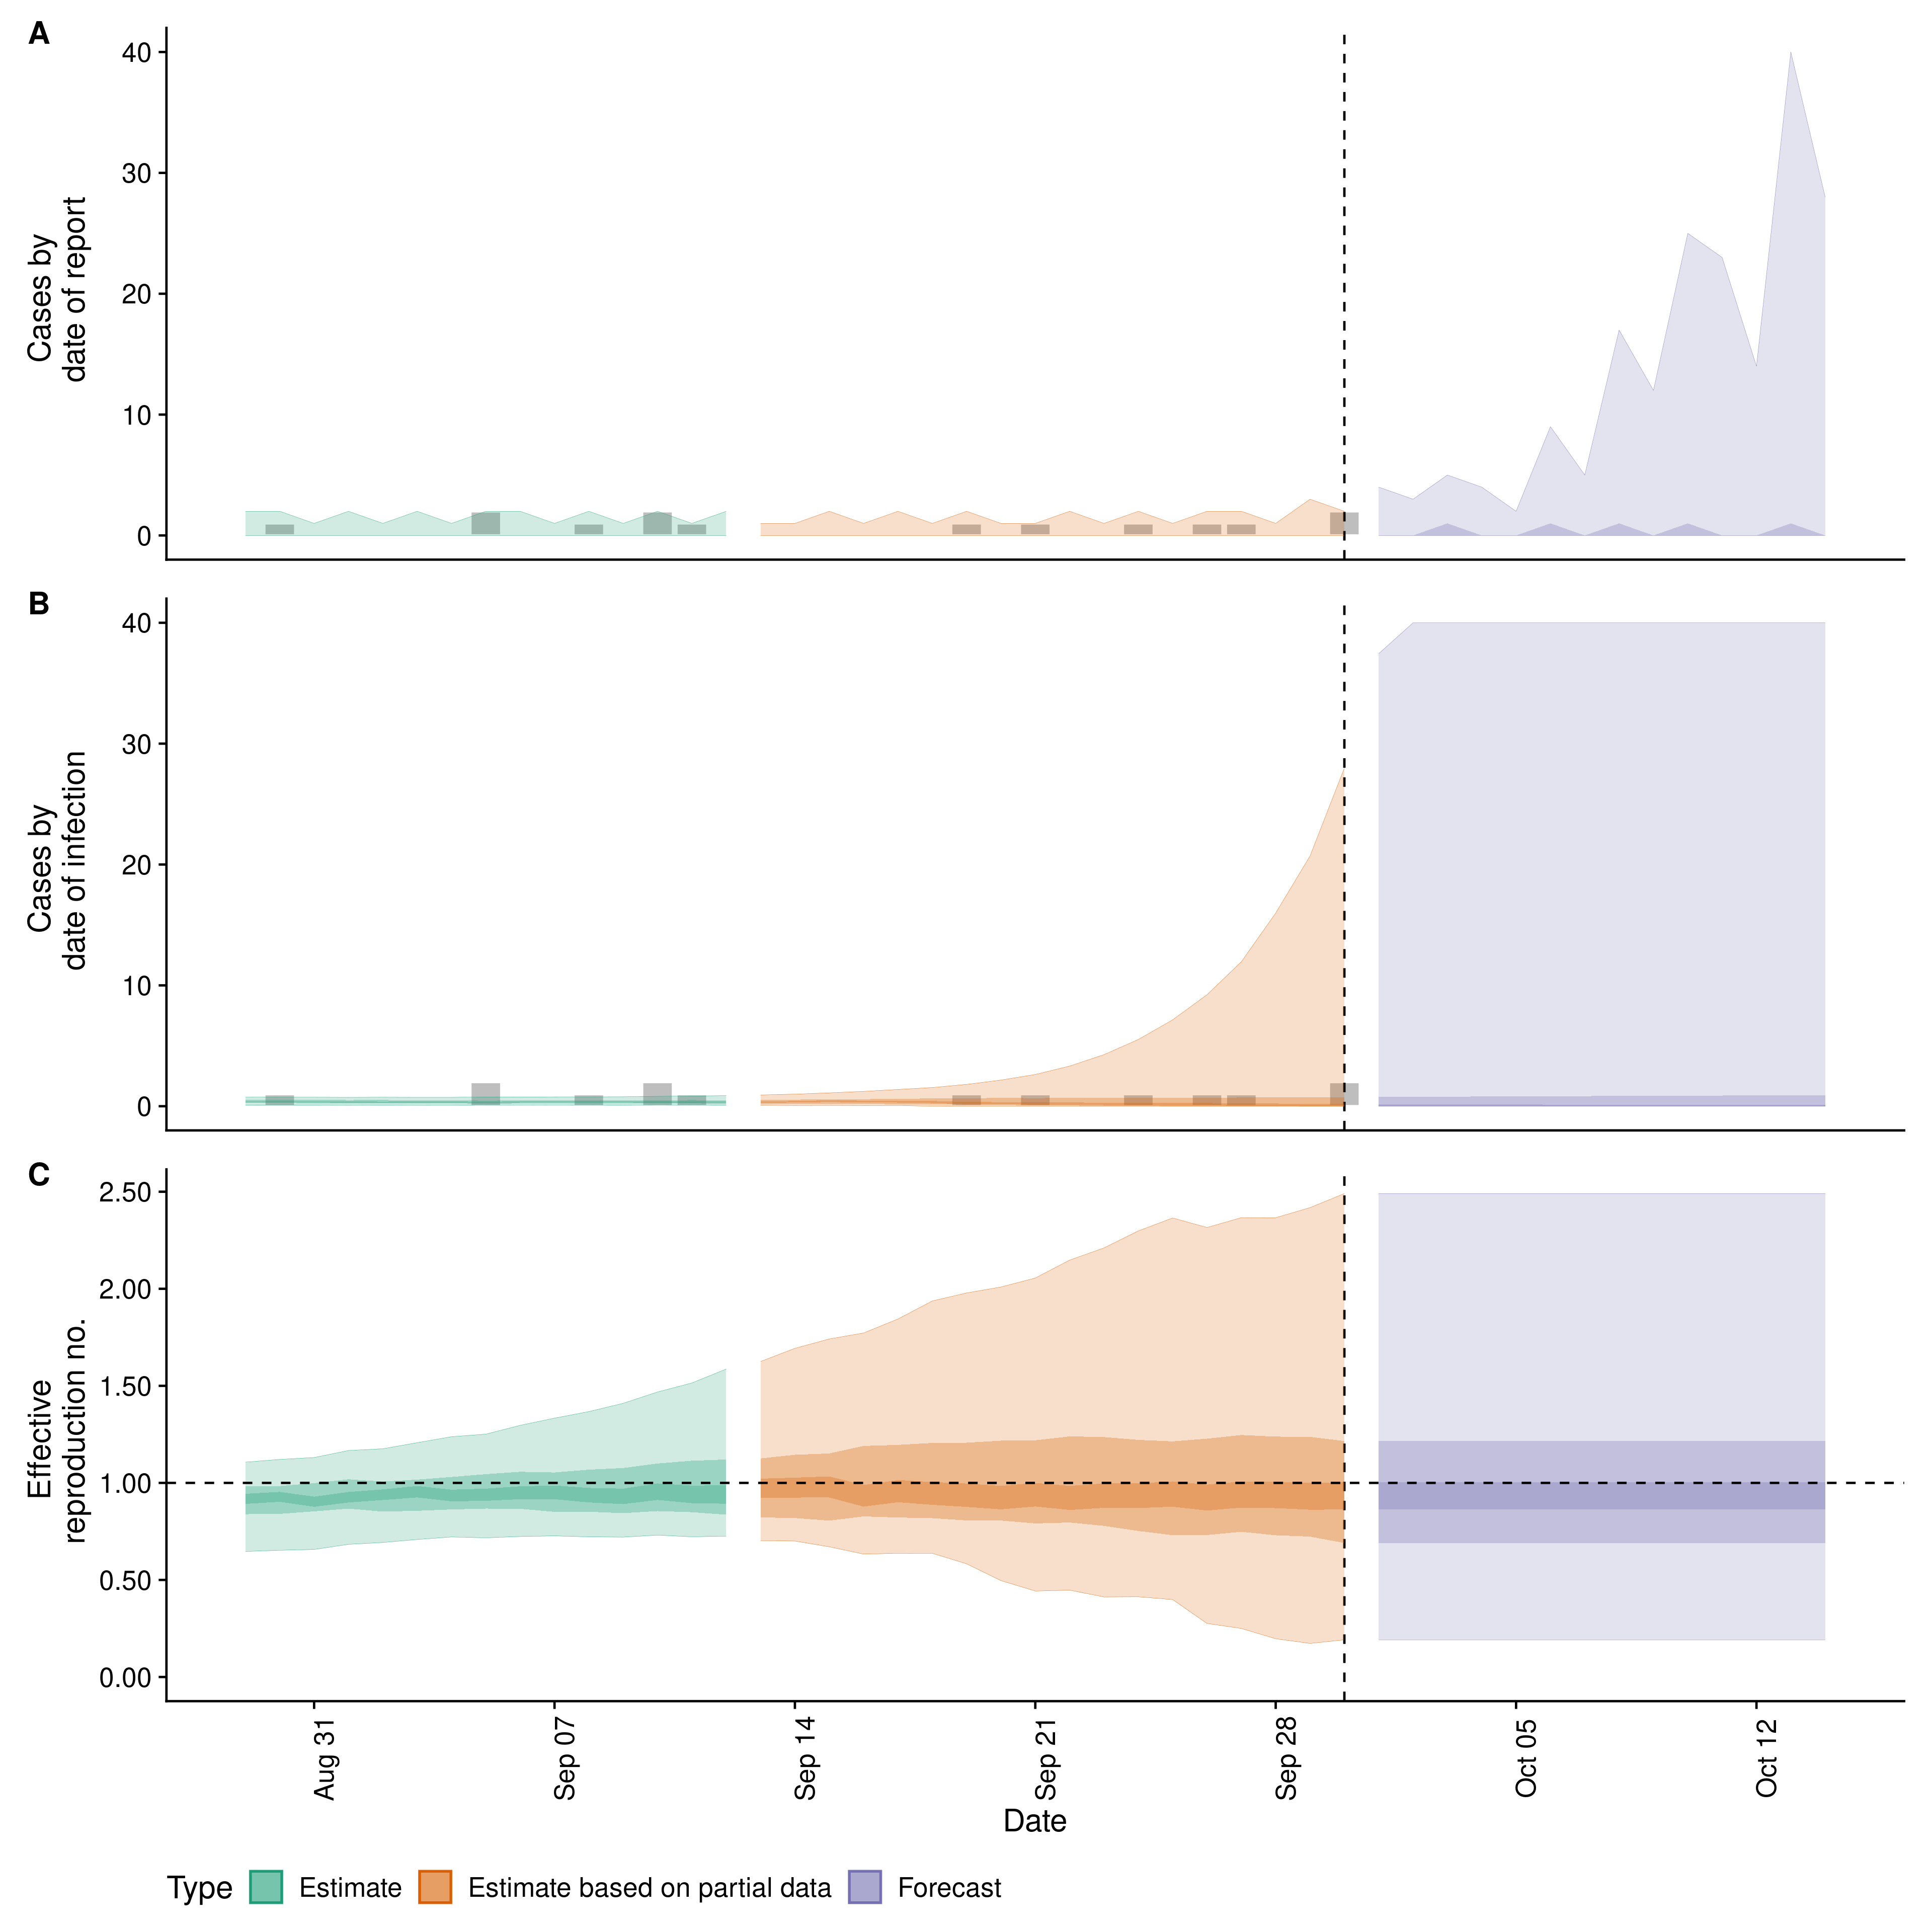 A
Cases by
date of report
40
30
20
10
0
B
Cases by
date of infection
40
30
20
10
0
C
Effective
reproduction no.
2.50
2.00
1.50
1.00
0.50
0.00
Aug 31
Sep 07
Sep 14
Sep 21
Sep 28
Oct 05
Oct 12
Date
Type Estimate Estimate based on partial data Forecast